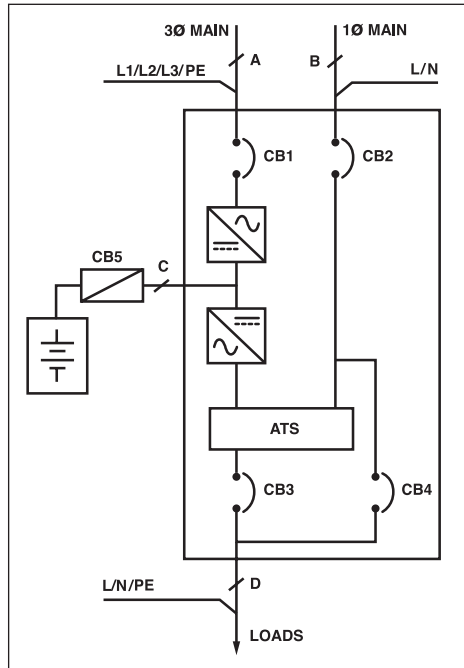 3Ø MAIN 1Ø MAIN
A
B
L1/L2/L3/PE
L/N
CB1
CB2
CB5
C
ATS
CB3
CB4
L/N/PE
D
LOADS